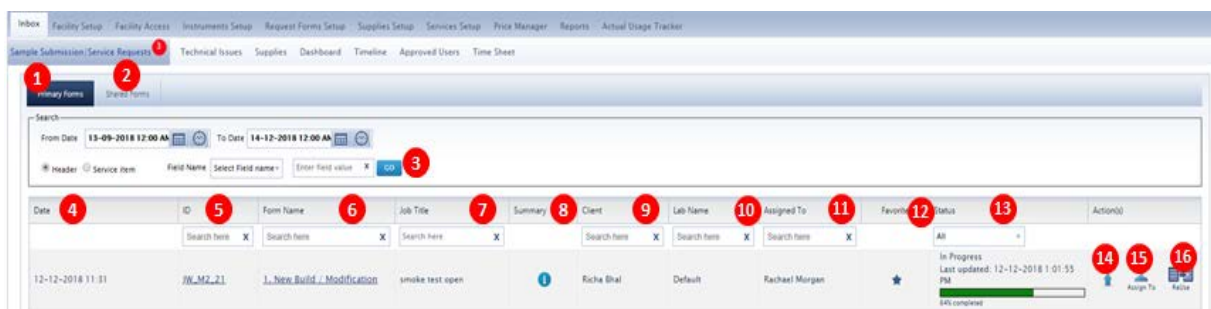 Inbox Facility Setup Facility Access Instruments Setup Request Forms Setup Supplies Setup Services Setup Price Manager Reports Actual Usage Tracker
Sample Submission/Service Requests 3 Technical Issues Supplies Dashboard Timeline Approved Users Time Sheet
1 2
Primary Forms Shared Forms
Search
From Date 13-09-2018 12:00 AM To Date 14-12-2018 12:00 AM
Header Service item Field Name Select Field name Enter field value X GO 3
Date 4 ID 5 Form Name 6 Job Title 7 Summary 8 Client 9 Lab Name 10 Assigned To 11 Favorite 12 Status 13 Action(s)
Search here X Search here X Search here X Search here X Search here X Search here X All
14 15 16
In Progress
12-12-2018 11:31 JW_M2_21 1. New Build / Modification smoke test open Richa Bhal Default Rachael Morgan Last updated: 12-12-2018 1:01:55 PM Assign To
64% completed